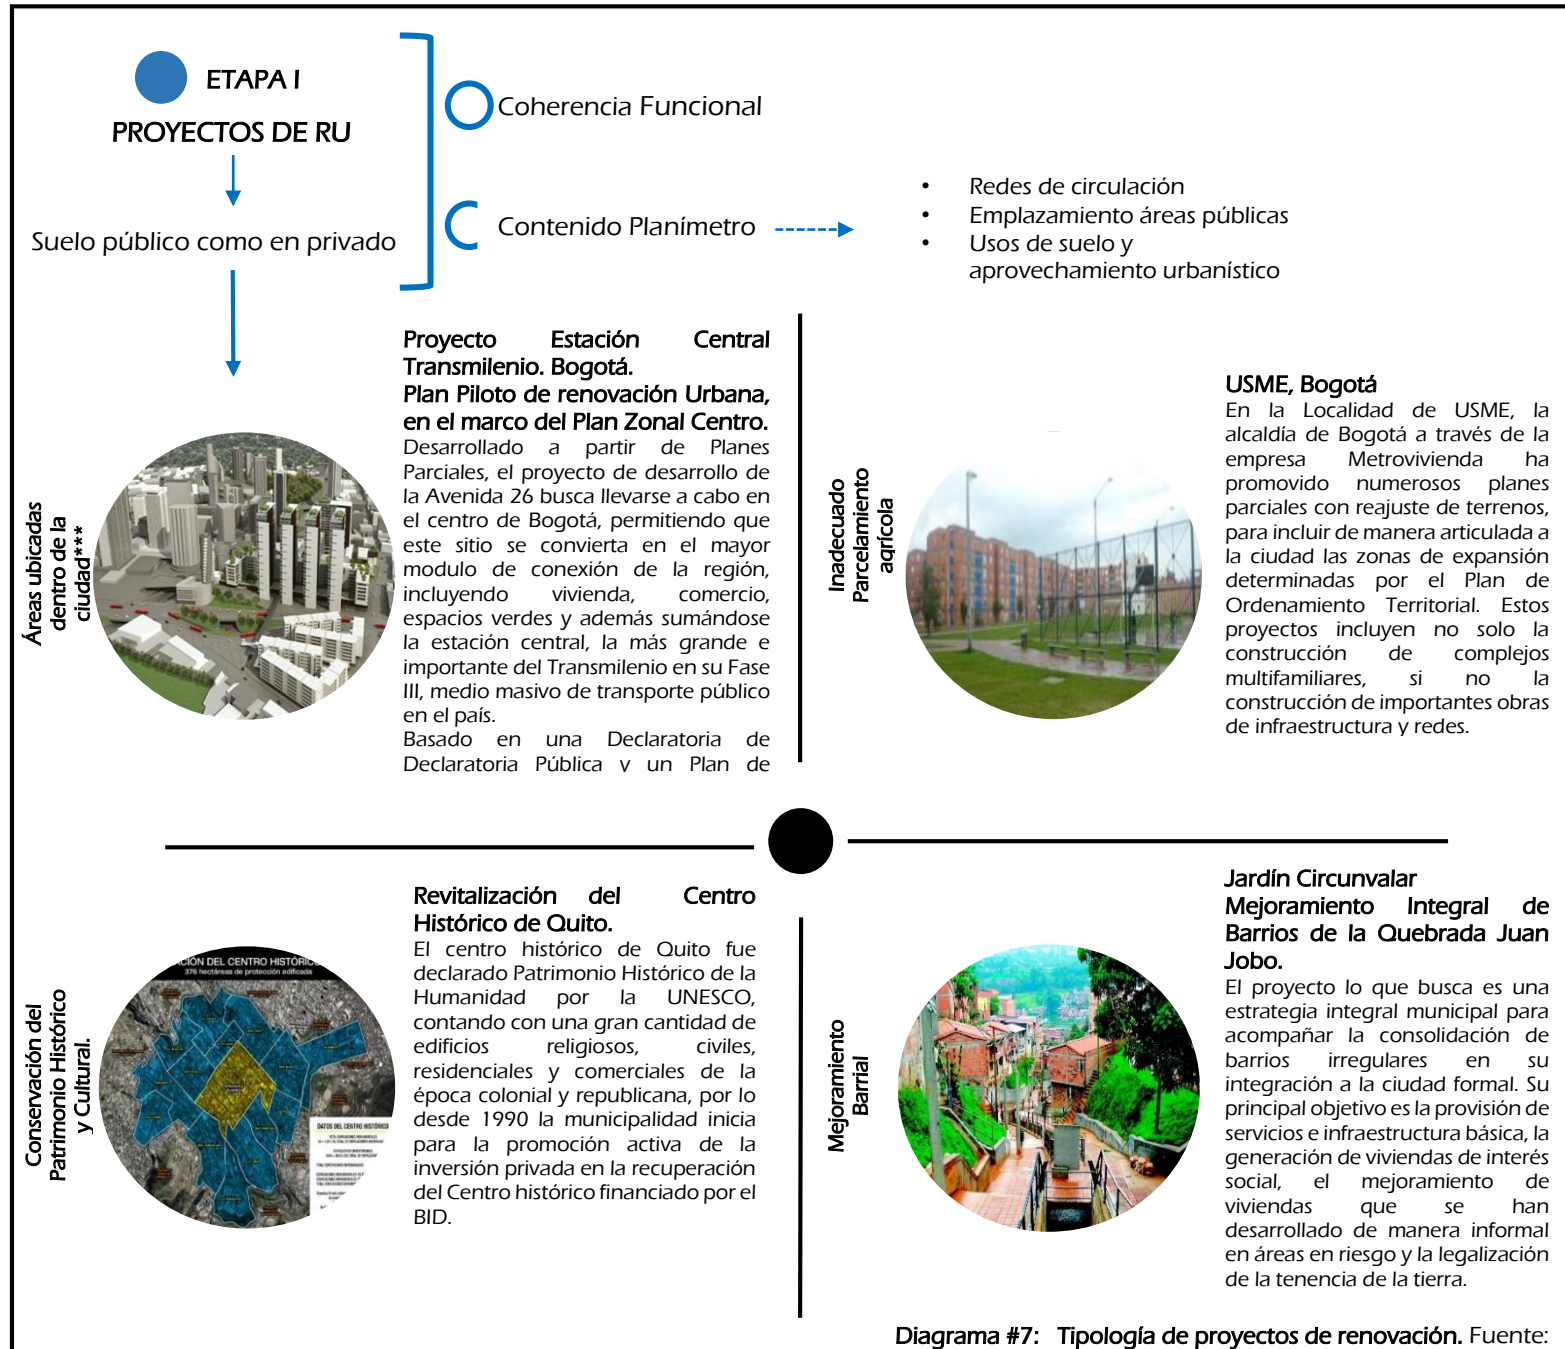 ETAPA I
PROYECTOS DE RU
Suelo público como en privado
Coherencia Funcional
Contenido Planímetro
• Redes de circulación
• Emplazamiento áreas públicas
• Usos de suelo y
aprovechamiento urbanístico
Áreas ubicadas
dentro de la
ciudad***
Proyecto Estación Central
Transmilenio. Bogotá.
Plan Piloto de renovación Urbana,
en el marco del Plan Zonal Centro.
Desarrollado a partir de Planes
Parciales, el proyecto de desarrollo de
la Avenida 26 busca llevarse a cabo en
el centro de Bogotá, permitiendo que
este sitio se convierta en el mayor
modulo de conexión de la región,
incluyendo vivienda, comercio,
espacios verdes y además sumándose
la estación central, la más grande e
importante del Transmilenio en su Fase
III, medio masivo de transporte público
en el país.
Basado en una Declaratoria de
Declaratoria Pública y un Plan de
Inadecuado
Parcelamiento
agrícola
USME, Bogotá
En la Localidad de USME, la
alcaldía de Bogotá a través de la
empresa Metrovivienda ha
promovido numerosos planes
parciales con reajuste de terrenos,
para incluir de manera articulada a
la ciudad las zonas de expansión
determinadas por el Plan de
Ordenamiento Territorial. Estos
proyectos incluyen no solo la
construcción de complejos
multifamiliares, si no la
construcción de importantes obras
de infraestructura y redes.
Conservación del
Patrimonio Histórico
y Cultural.
ACIÓN DEL CENTRO HISTÓRICO
376 hectáreas de protección edificada
DATOS DEL CENTRO HISTÓRICO
Revitalización del Centro
Histórico de Quito.
El centro histórico de Quito fue
declarado Patrimonio Histórico de la
Humanidad por la UNESCO,
contando con una gran cantidad de
edificios religiosos, civiles,
residenciales y comerciales de la
época colonial y republicana, por lo
desde 1990 la municipalidad inicia
para la promoción activa de la
inversión privada en la recuperación
del Centro histórico financiado por el
BID.
Mejoramiento
Barrial
Jardín Circunvalar
Mejoramiento Integral de
Barrios de la Quebrada Juan
Jobo.
El proyecto lo que busca es una
estrategia integral municipal para
acompañar la consolidación de
barrios irregulares en su
integración a la ciudad formal. Su
principal objetivo es la provisión de
servicios e infraestructura básica, la
generación de viviendas de interés
social, el mejoramiento de
viviendas que se han
desarrollado de manera informal
en áreas en riesgo y la legalización
de la tenencia de la tierra.
Diagrama #7: Tipología de proyectos de renovación. Fuente: